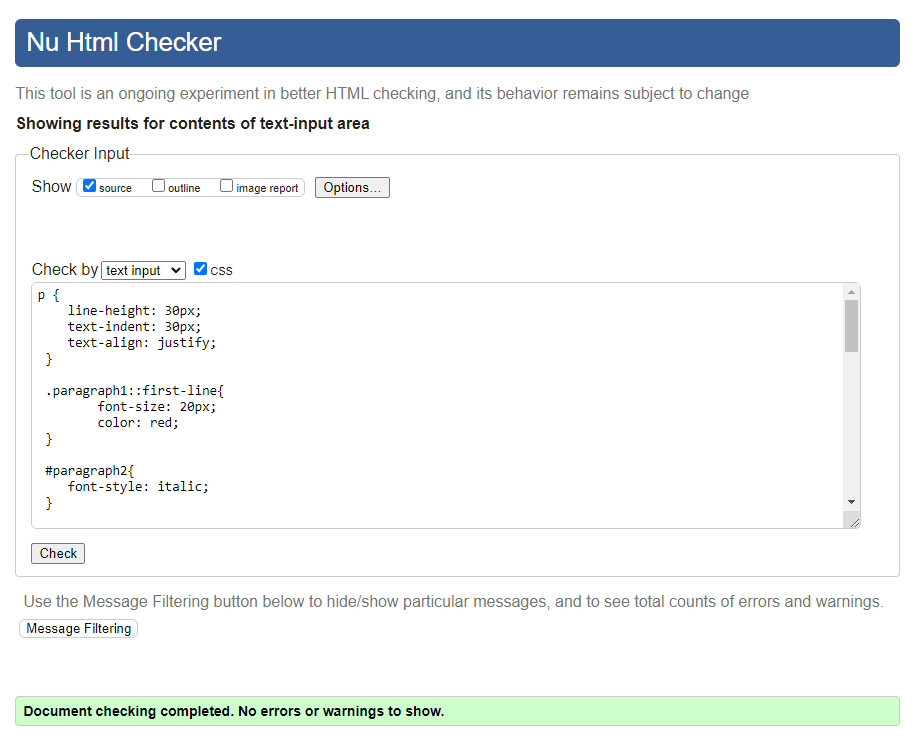 Nu Html Checker
This tool is an ongoing experiment in better HTML checking, and its behavior remains subject to change
Showing results for contents of text-input area
Checker Input
Show source outline image report Options...
Check by text input css
p {
line-height: 30px;
text-indent: 30px;
text-align: justify;
}
.paragraph1::first-line{
font-size: 20px;
color: red;
}
#paragraph2{
font-style: italic;
}
Check
Use the Message Filtering button below to hide/show particular messages, and to see total counts of errors and warnings.
Message Filtering
Document checking completed. No errors or warnings to show.